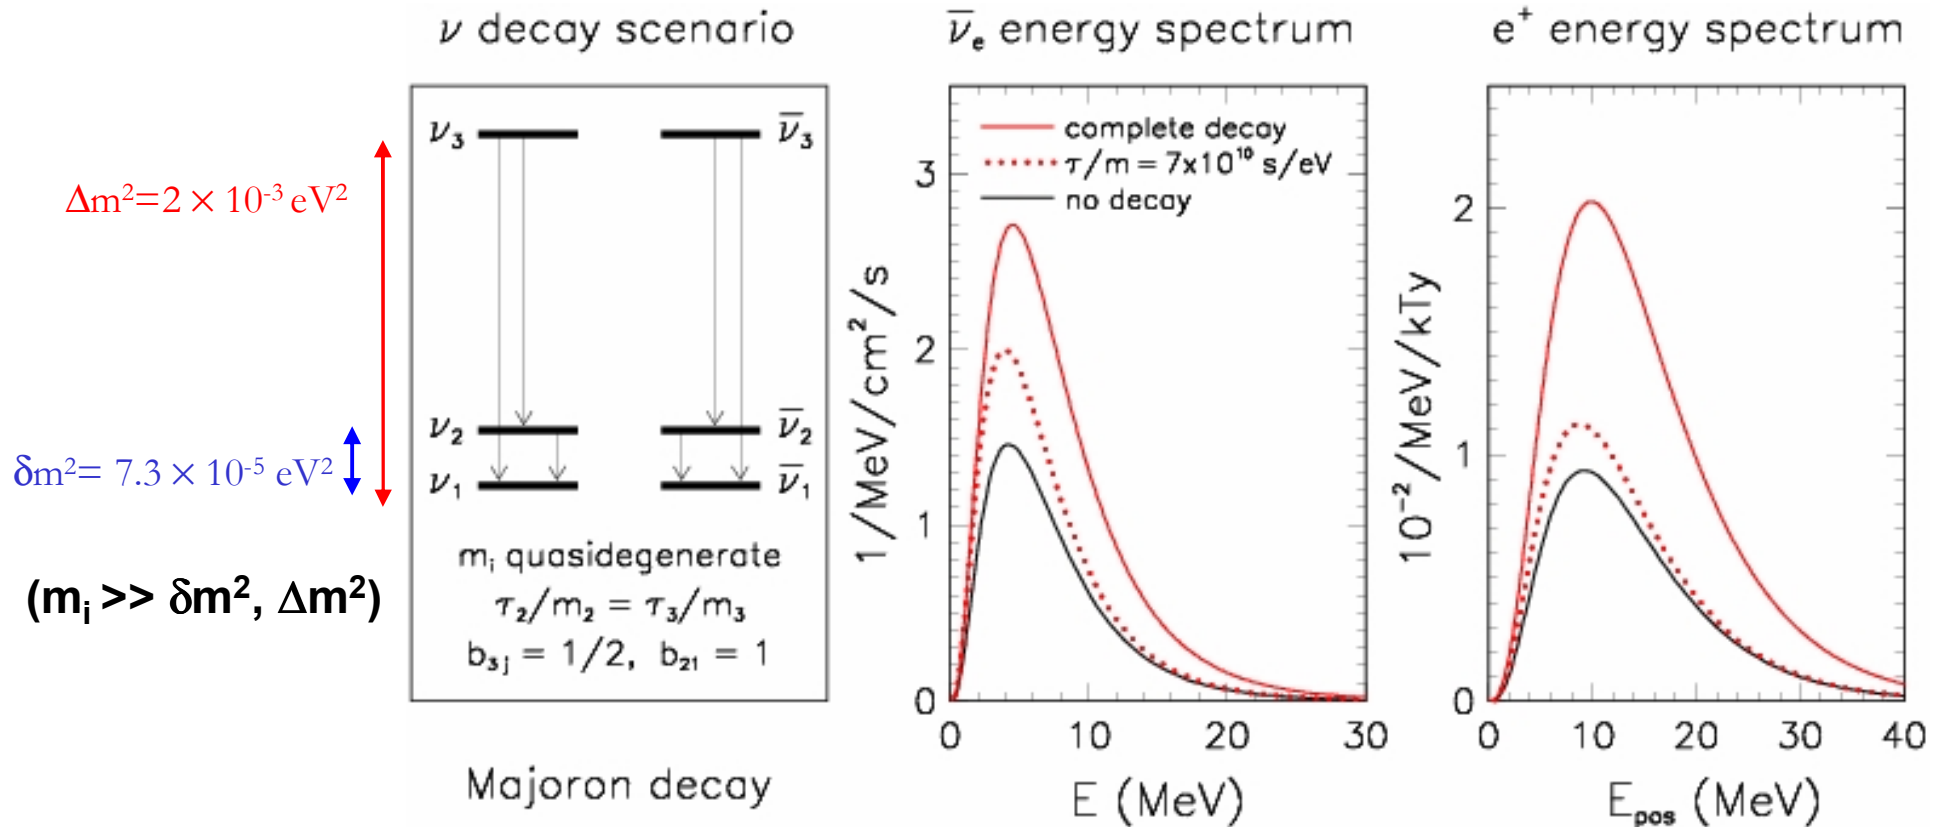 ν decay scenario
ν̅ₑ energy spectrum
e⁺ energy spectrum
Δm²=2 × 10⁻³ eV²
δm²= 7.3 × 10⁻⁵ eV²
(mᵢ >> δm², Δm²)
ν₃
ν̅₃
ν₂
ν̅₂
ν₁
ν̅₁
mᵢ quasidegenerate
τ₂/m₂ = τ₃/m₃
b₃ⱼ = 1/2, b₂₁ = 1
Majoron decay
complete decay
τ/m = 7x10¹⁰ s/eV
no decay
1/MeV/cm²/s
3
2
1
0
0 10 20 30
E (MeV)
10⁻²/MeV/kTy
2
1
0
0 10 20 30 40
Eₚₒₛ (MeV)